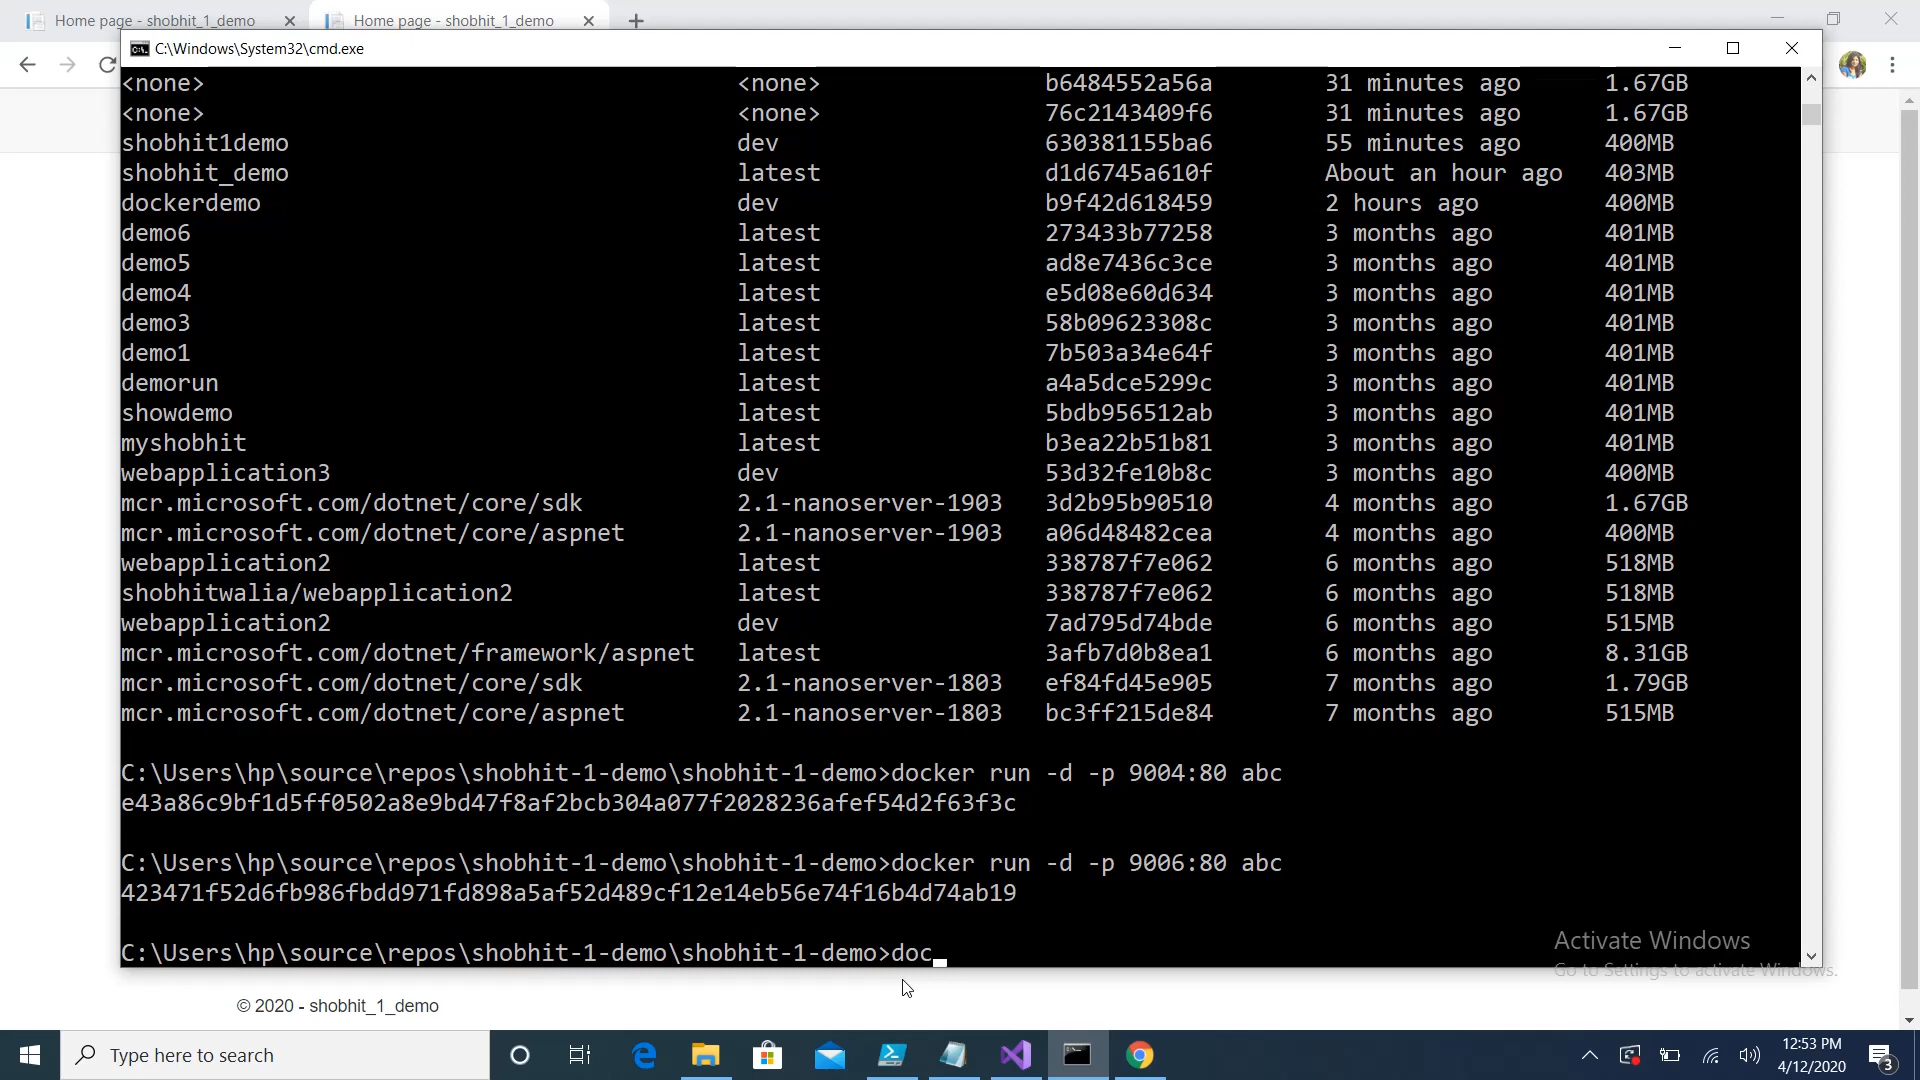 Home page - shobhit_1_demo
Home page - shobhit_1_demo
C:\Windows\System32\cmd.exe
<none> <none> b6484552a56a 31 minutes ago 1.67GB
<none> <none> 76c2143409f6 31 minutes ago 1.67GB
shobhit1demo dev 630381155ba6 55 minutes ago 400MB
shobhit_demo latest d1d6745a610f About an hour ago 403MB
dockerdemo dev b9f42d618459 2 hours ago 400MB
demo6 latest 273433b77258 3 months ago 401MB
demo5 latest ad8e7436c3ce 3 months ago 401MB
demo4 latest e5d08e60d634 3 months ago 401MB
demo3 latest 58b09623308c 3 months ago 401MB
demo1 latest 7b503a34e64f 3 months ago 401MB
demorun latest a4a5dce5299c 3 months ago 401MB
showdemo latest 5bdb956512ab 3 months ago 401MB
myshobhit latest b3ea22b51b81 3 months ago 401MB
webapplication3 dev 53d32fe10b8c 3 months ago 400MB
mcr.microsoft.com/dotnet/core/sdk 2.1-nanoserver-1903 3d2b95b90510 4 months ago 1.67GB
mcr.microsoft.com/dotnet/core/aspnet 2.1-nanoserver-1903 a06d48482cea 4 months ago 400MB
webapplication2 latest 338787f7e062 6 months ago 518MB
shobhitwalia/webapplication2 latest 338787f7e062 6 months ago 518MB
webapplication2 dev 7ad795d74bde 6 months ago 515MB
mcr.microsoft.com/dotnet/framework/aspnet latest 3afb7d0b8ea1 6 months ago 8.31GB
mcr.microsoft.com/dotnet/core/sdk 2.1-nanoserver-1803 ef84fd45e905 7 months ago 1.79GB
mcr.microsoft.com/dotnet/core/aspnet 2.1-nanoserver-1803 bc3ff215de84 7 months ago 515MB
C:\Users\hp\source\repos\shobhit-1-demo\shobhit-1-demo>docker run -d -p 9004:80 abc
e43a86c9bf1d5ff0502a8e9bd47f8af2bcb304a077f2028236afef54d2f63f3c
C:\Users\hp\source\repos\shobhit-1-demo\shobhit-1-demo>docker run -d -p 9006:80 abc
423471f52d6fb986fbdd971fd898a5af52d489cf12e14eb56e74f16b4d74ab19
C:\Users\hp\source\repos\shobhit-1-demo\shobhit-1-demo>doc
Activate Windows
Go to Settings to activate Windows.
© 2020 - shobhit_1_demo
Type here to search
12:53 PM
4/12/2020
3